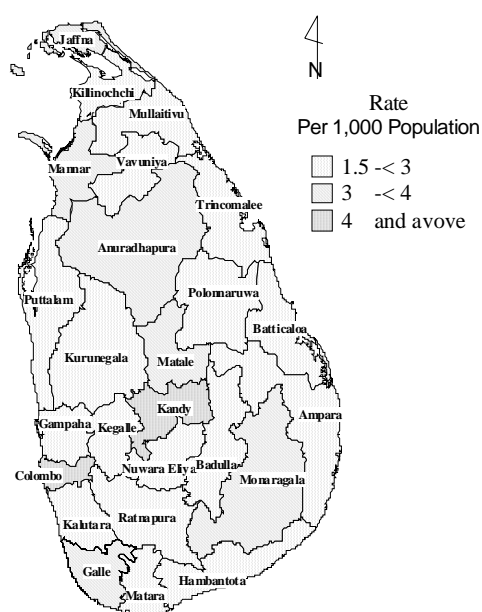 Jaffna
N
Killinochchi
Rate
Mullaitivu
Per 1,000 Population
Vavuniya
1.5 -< 3
Mannar
3 -< 4
Trincomalee
4 and avove
Anuradhapura
Polonnaruwa
Puttalam
Batticaloa
Kurunegala
Matale
Kandy
Ampara
Gampaha
Kegalle
Nuwara Eliya
Badulla
Colombo
Monaragala
Kalutara
Ratnapura
Galle
Hambantota
Matara